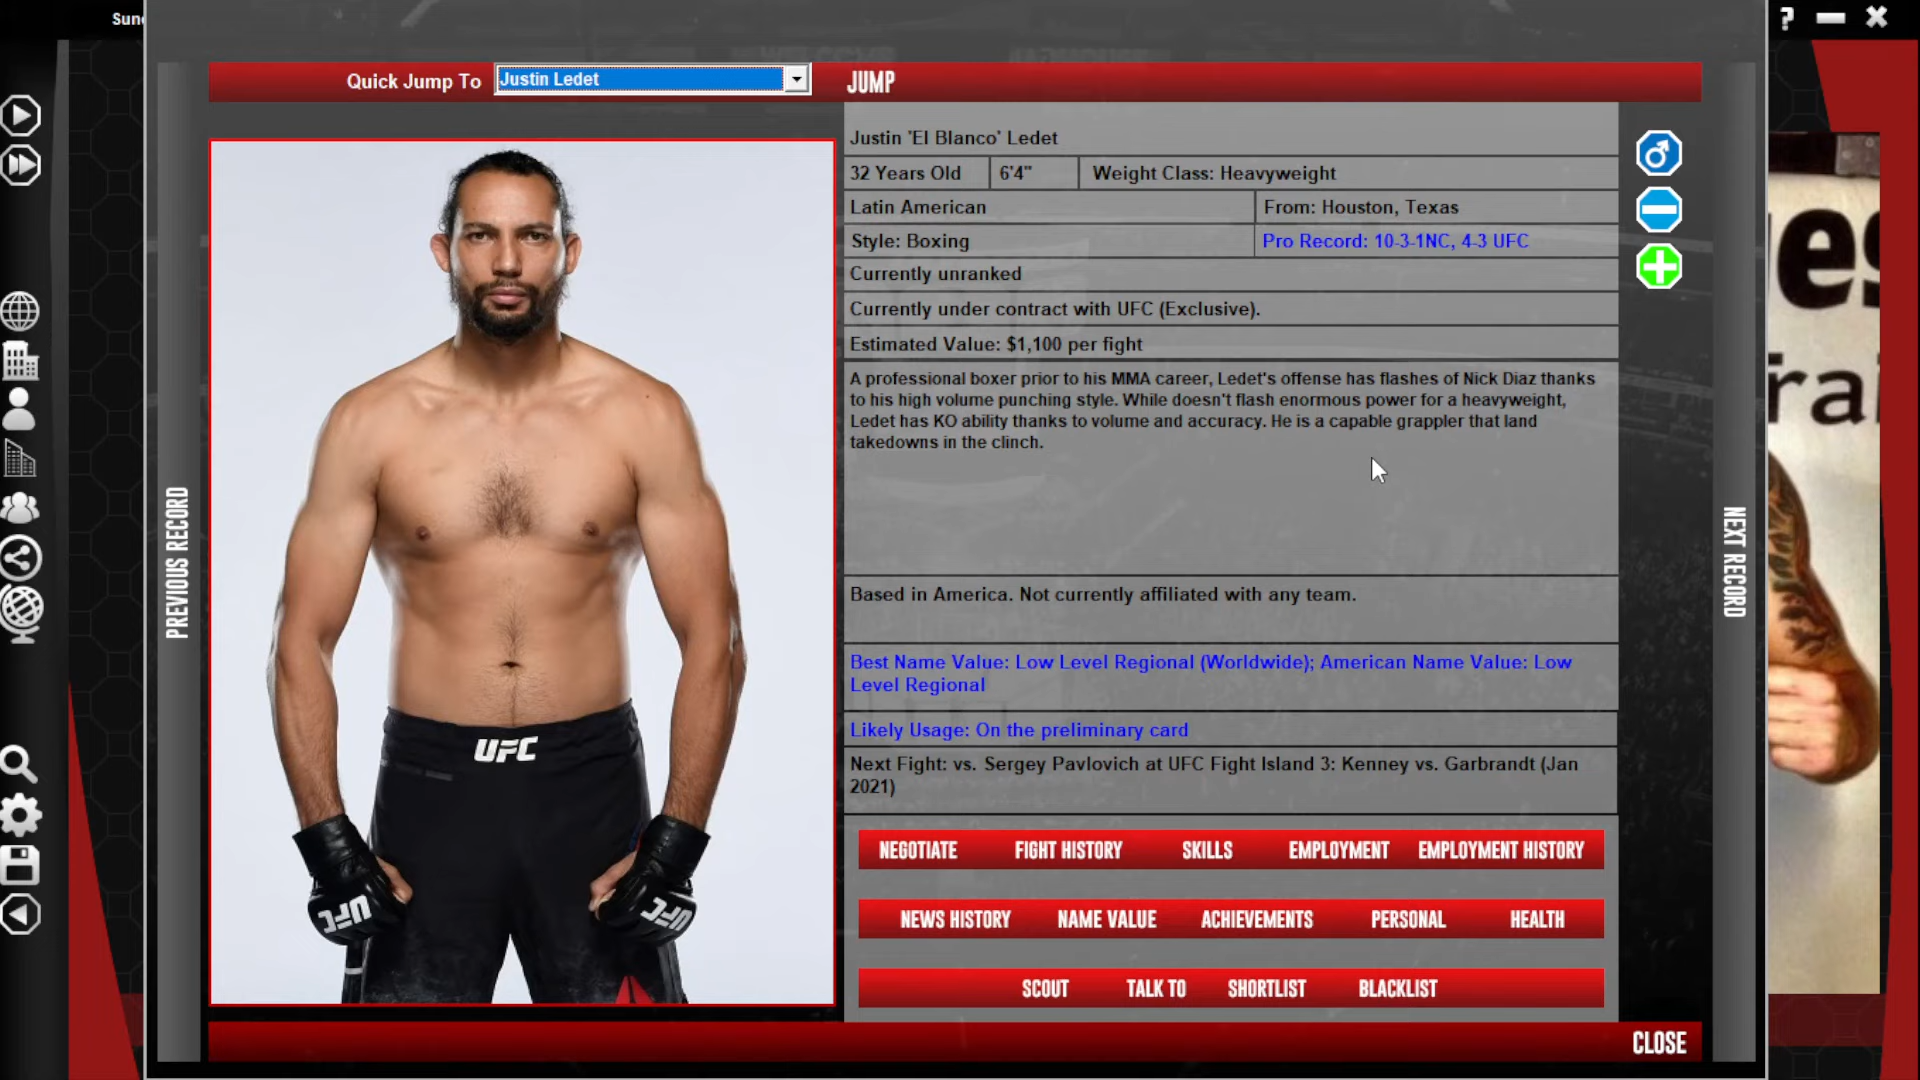 Sun
Quick Jump To
Justin Ledet
JUMP
Justin 'El Blanco' Ledet
32 Years Old
6'4"
Weight Class: Heavyweight
Latin American
From: Houston, Texas
Style: Boxing
Pro Record: 10-3-1NC, 4-3 UFC
Currently unranked
Currently under contract with UFC (Exclusive).
Estimated Value: $1,100 per fight
A professional boxer prior to his MMA career, Ledet's offense has flashes of Nick Diaz thanks
to his high volume punching style. While doesn't flash enormous power for a heavyweight,
Ledet has KO ability thanks to volume and accuracy. He is a capable grappler that land
takedowns in the clinch.
PREVIOUS RECORD
NEXT RECORD
Based in America. Not currently affiliated with any team.
Best Name Value: Low Level Regional (Worldwide); American Name Value: Low
Level Regional
Likely Usage: On the preliminary card
Next Fight: vs. Sergey Pavlovich at UFC Fight Island 3: Kenney vs. Garbrandt (Jan
2021)
UFC
UFC
UFC
NEGOTIATE
FIGHT HISTORY
SKILLS
EMPLOYMENT
EMPLOYMENT HISTORY
NEWS HISTORY
NAME VALUE
ACHIEVEMENTS
PERSONAL
HEALTH
SCOUT
TALK TO
SHORTLIST
BLACKLIST
CLOSE